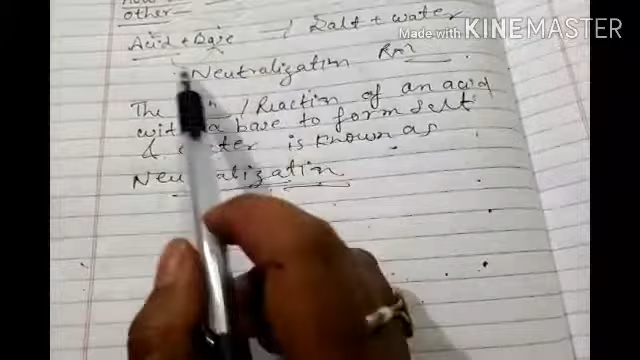 other
Acid + Base → Salt + water
Neutralization Rxn
The / Reaction of an acid
with a base to form salt
& water is known as
Neutralization
Made with KINEMASTER